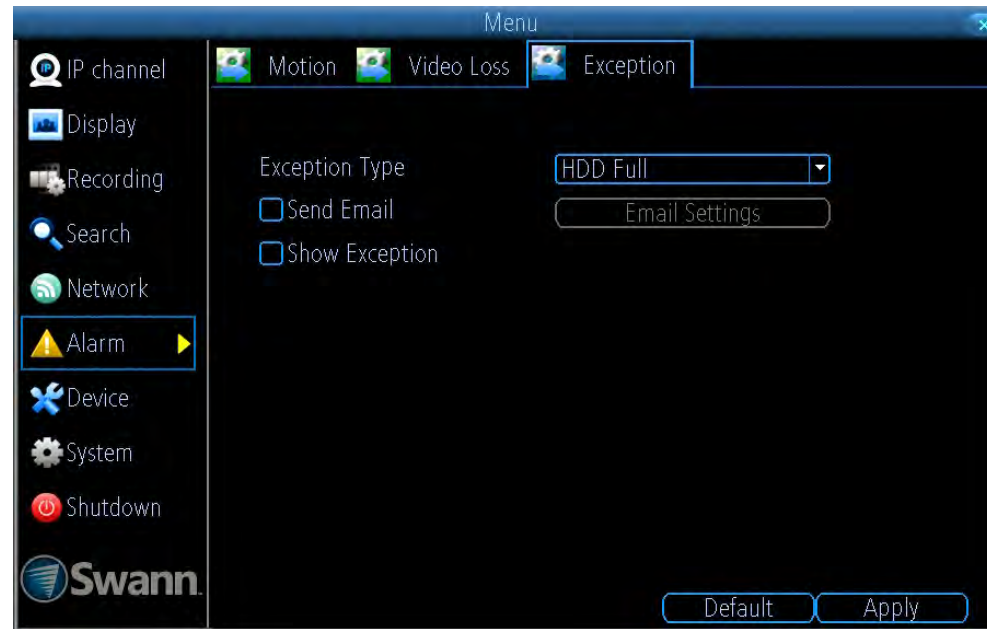 Menu
IP channel
Display
Recording
Search
Network
Alarm
Device
System
Shutdown
Swann
Motion
Video Loss
Exception
Exception Type
HDD Full
Send Email
Email Settings
Show Exception
Default
Apply